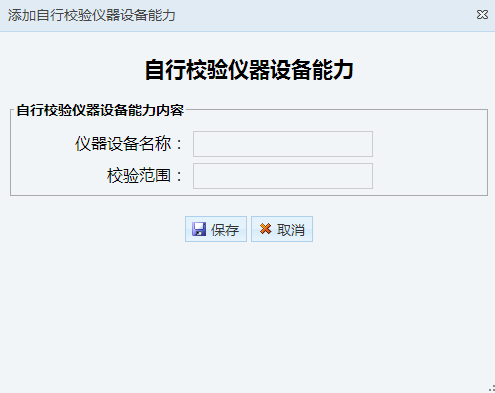 添加自行校验仪器设备能力
自行校验仪器设备能力
自行校验仪器设备能力内容
仪器设备名称：
校验范围：
保存 取消